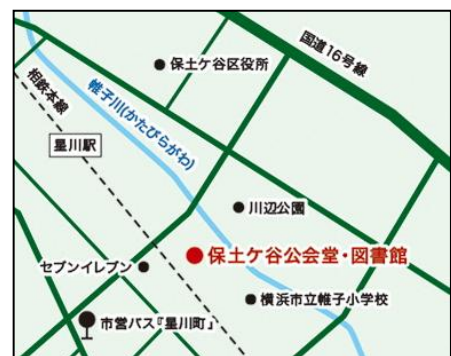 国道16号線
保土ケ谷区役所
相鉄本線
帷子川(かたびらがわ)
星川駅
川辺公園
保土ケ谷公会堂・図書館
セブンイレブン
横浜市立帷子小学校
市営バス『星川町』